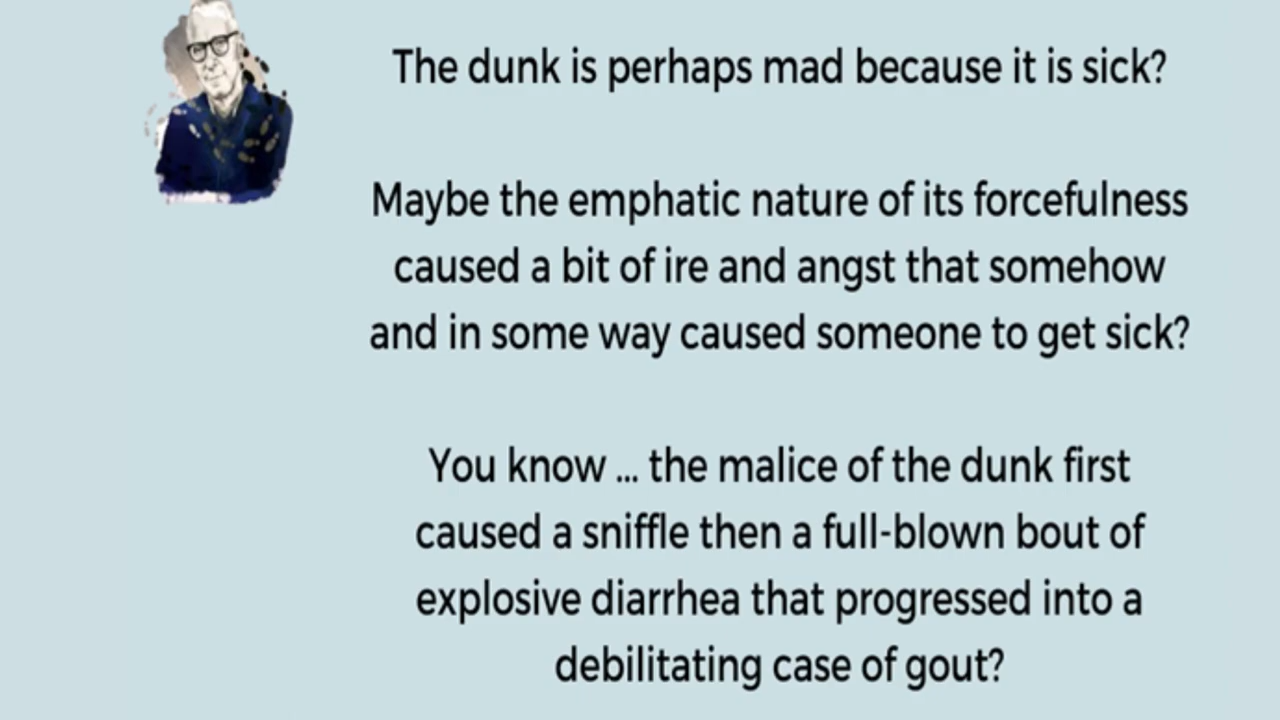 The dunk is perhaps mad because it is sick?
Maybe the emphatic nature of its forcefulness
caused a bit of ire and angst that somehow
and in some way caused someone to get sick?
You know ... the malice of the dunk first
caused a sniffle then a full-blown bout of
explosive diarrhea that progressed into a
debilitating case of gout?